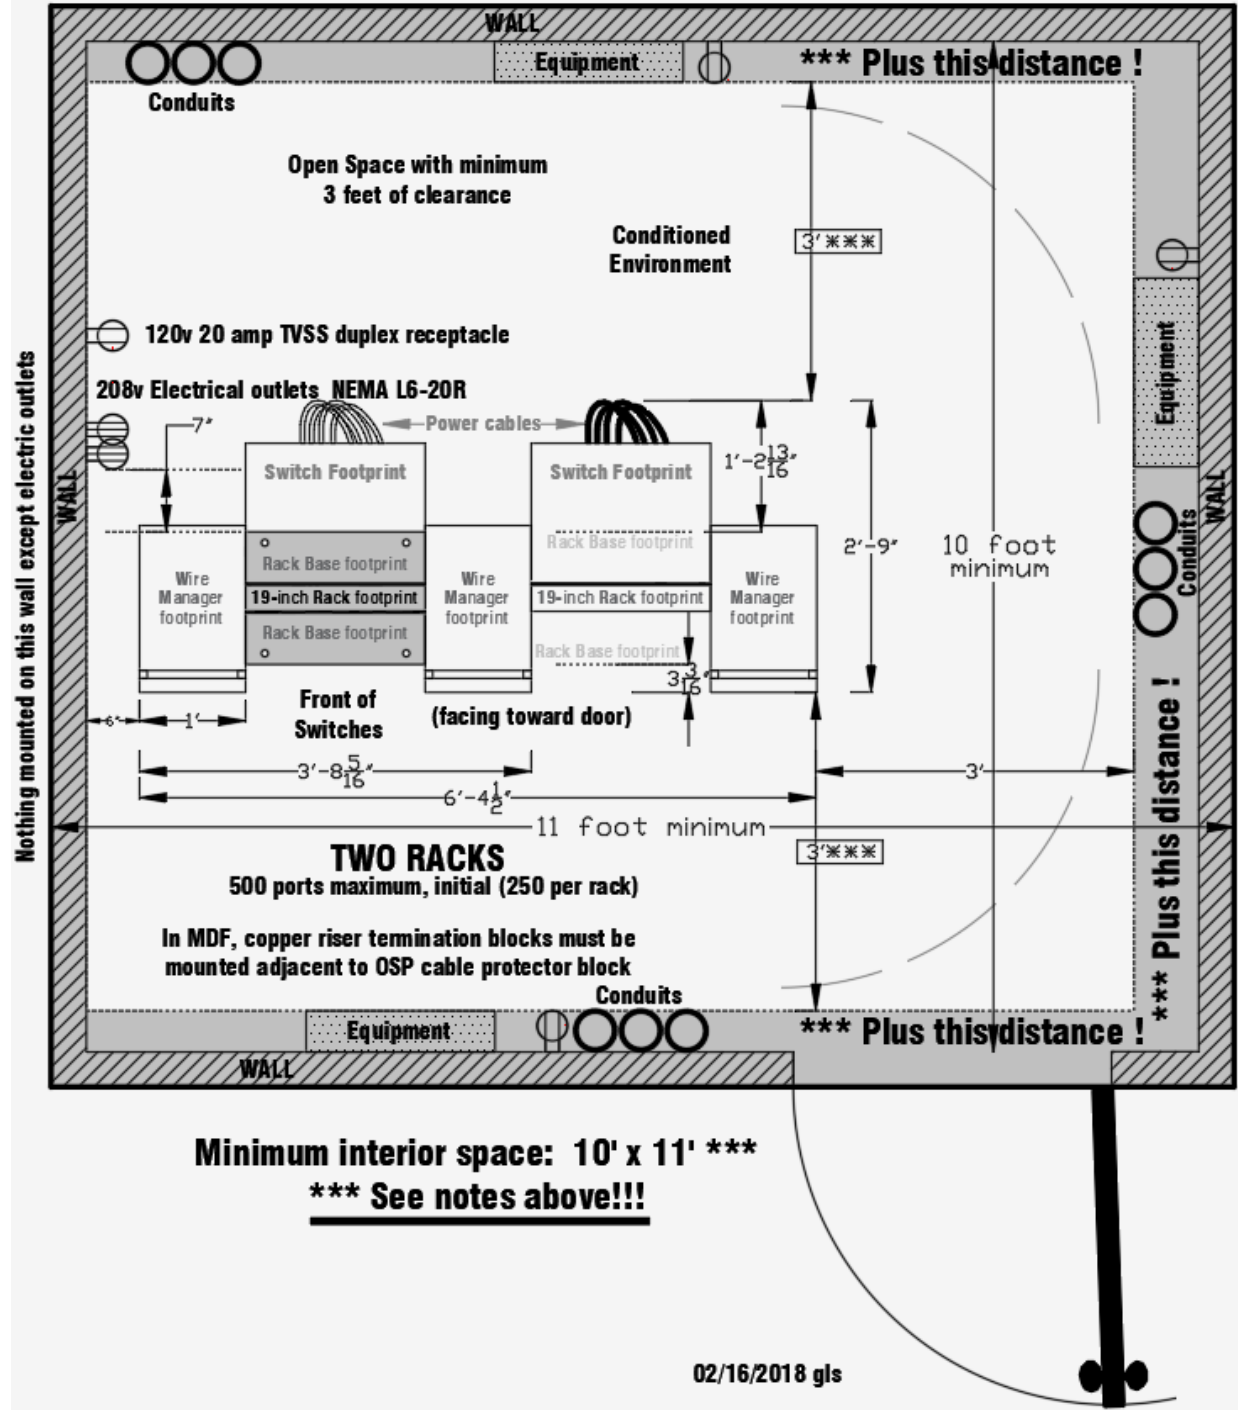 WALL
Equipment
*** Plus this distance !
Conduits
Open Space with minimum
3 feet of clearance
Conditioned
Environment
3'***
120v 20 amp TVSS duplex receptacle
208v Electrical outlets NEMA L6-20R
Power cables
7"
Switch Footprint
Switch Footprint
1'-2 13/16"
2'-9"
10 foot
minimum
Rack Base footprint
Rack Base footprint
Wire
Manager
footprint
19-inch Rack footprint
Wire
Manager
footprint
19-inch Rack footprint
Wire
Manager
footprint
Rack Base footprint
Rack Base footprint
3 3/16"
6"
1'
Front of
Switches
(facing toward door)
3'-8 5/16"
3'
6'-4 1/2"
11 foot minimum
3'***
TWO RACKS
500 ports maximum, initial (250 per rack)
In MDF, copper riser termination blocks must be
mounted adjacent to OSP cable protector block
Conduits
Equipment
*** Plus this distance !
WALL
Nothing mounted on this wall except electric outlets
WALL
Equipment
Conduits
WALL
*** Plus this distance !
Minimum interior space: 10' x 11' ***
*** See notes above!!!
02/16/2018 gls